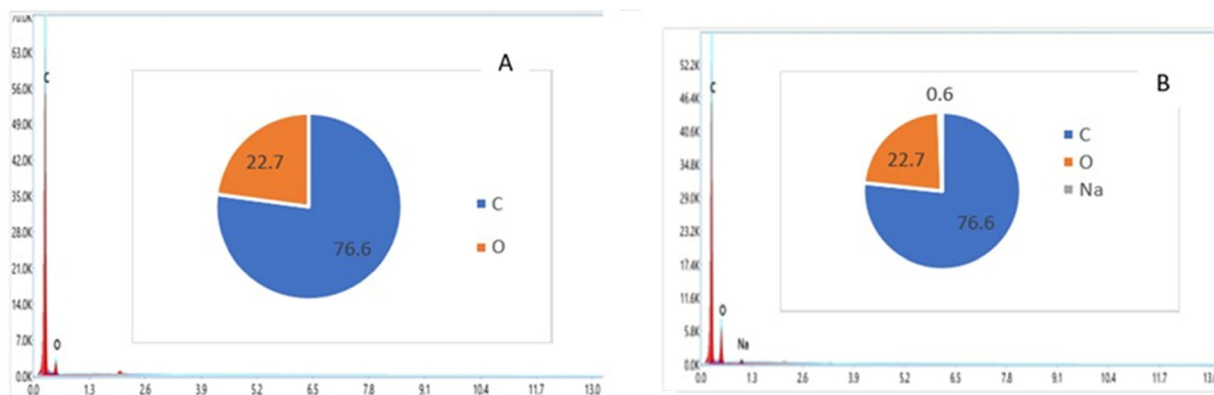 70.0K
63.0K
56.0K
49.0K
42.0K
35.0K
28.0K
21.0K
14.0K
7.0K
0.0K
C
O
0.0 1.3 2.6 3.9 5.2 6.5 7.8 9.1 10.4 11.7 13.0
A
22.7
76.6
C
O
52.2K
46.4K
40.6K
34.8K
29.0K
23.2K
17.4K
11.6K
5.8K
0.0K
C
O
Na
0.0 1.3 2.6 3.9 5.2 6.5 7.8 9.1 10.4 11.7 13.0
B
0.6
22.7
76.6
C
O
Na